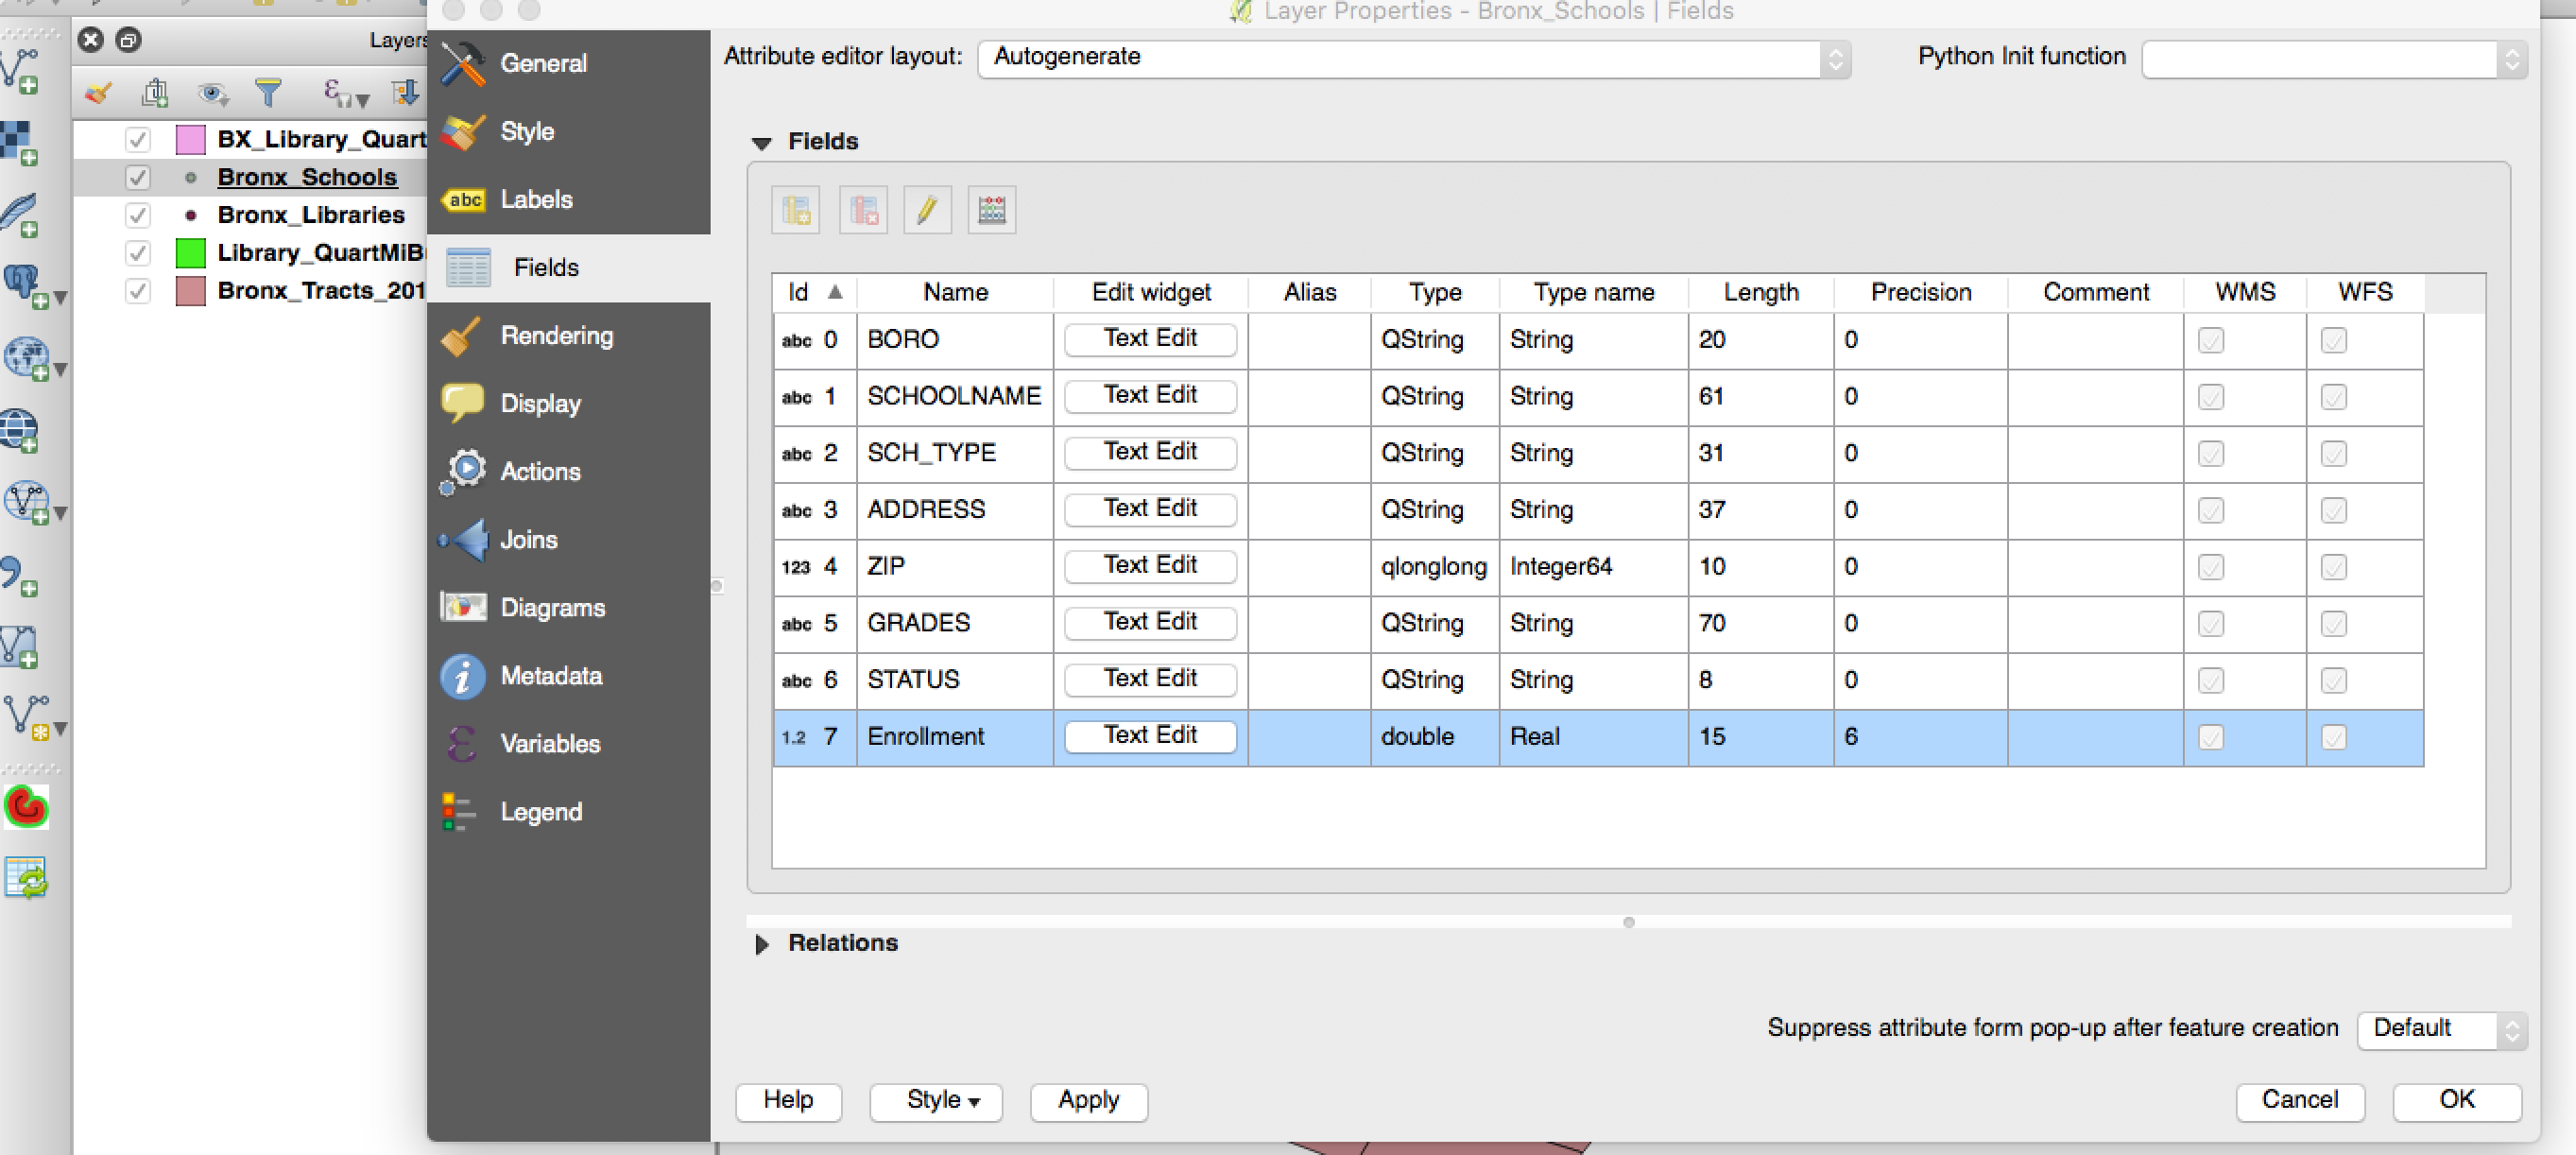 Layer Properties - Bronx_Schools | Fields
Layers
BX_Library_Quart
Bronx_Schools
Bronx_Libraries
Library_QuartMiB
Bronx_Tracts_201
General
Style
abc Labels
Fields
Rendering
Display
Actions
Joins
Diagrams
Metadata
Variables
Legend
Attribute editor layout: Autogenerate Python Init function
Fields
Id Name Edit widget Alias Type Type name Length Precision Comment WMS WFS
abc 0 BORO Text Edit QString String 20 0
abc 1 SCHOOLNAME Text Edit QString String 61 0
abc 2 SCH_TYPE Text Edit QString String 31 0
abc 3 ADDRESS Text Edit QString String 37 0
123 4 ZIP Text Edit qlonglong Integer64 10 0
abc 5 GRADES Text Edit QString String 70 0
abc 6 STATUS Text Edit QString String 8 0
1.2 7 Enrollment Text Edit double Real 15 6
Relations
Suppress attribute form pop-up after feature creation Default
Help Style Apply Cancel OK